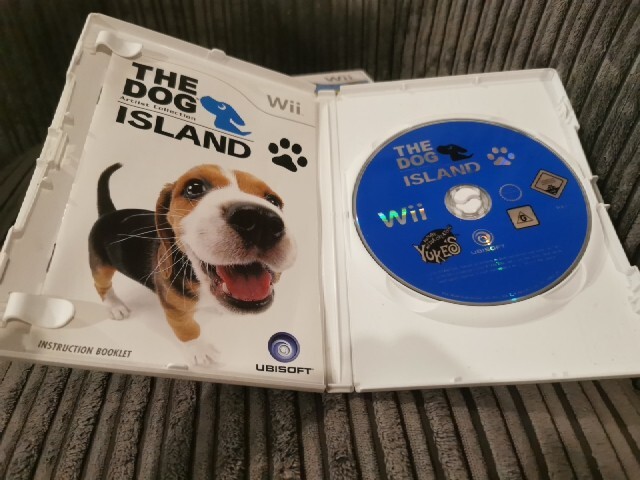 THE
DOG
Artist Collection
ISLAND
Wii
INSTRUCTION BOOKLET
UBISOFT
Wii
THE
DOG
ISLAND
Wii
YUKE'S
UBISOFT